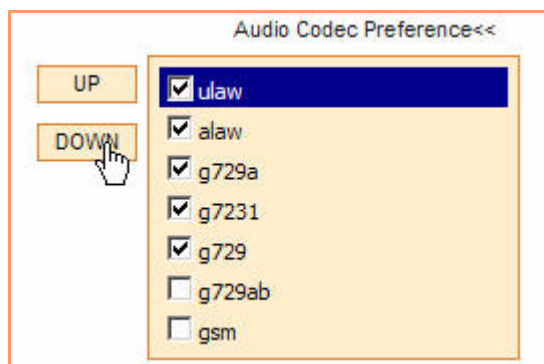 Audio Codec Preference<<
UP
DOWN
ulaw
alaw
g729a
g7231
g729
g729ab
gsm